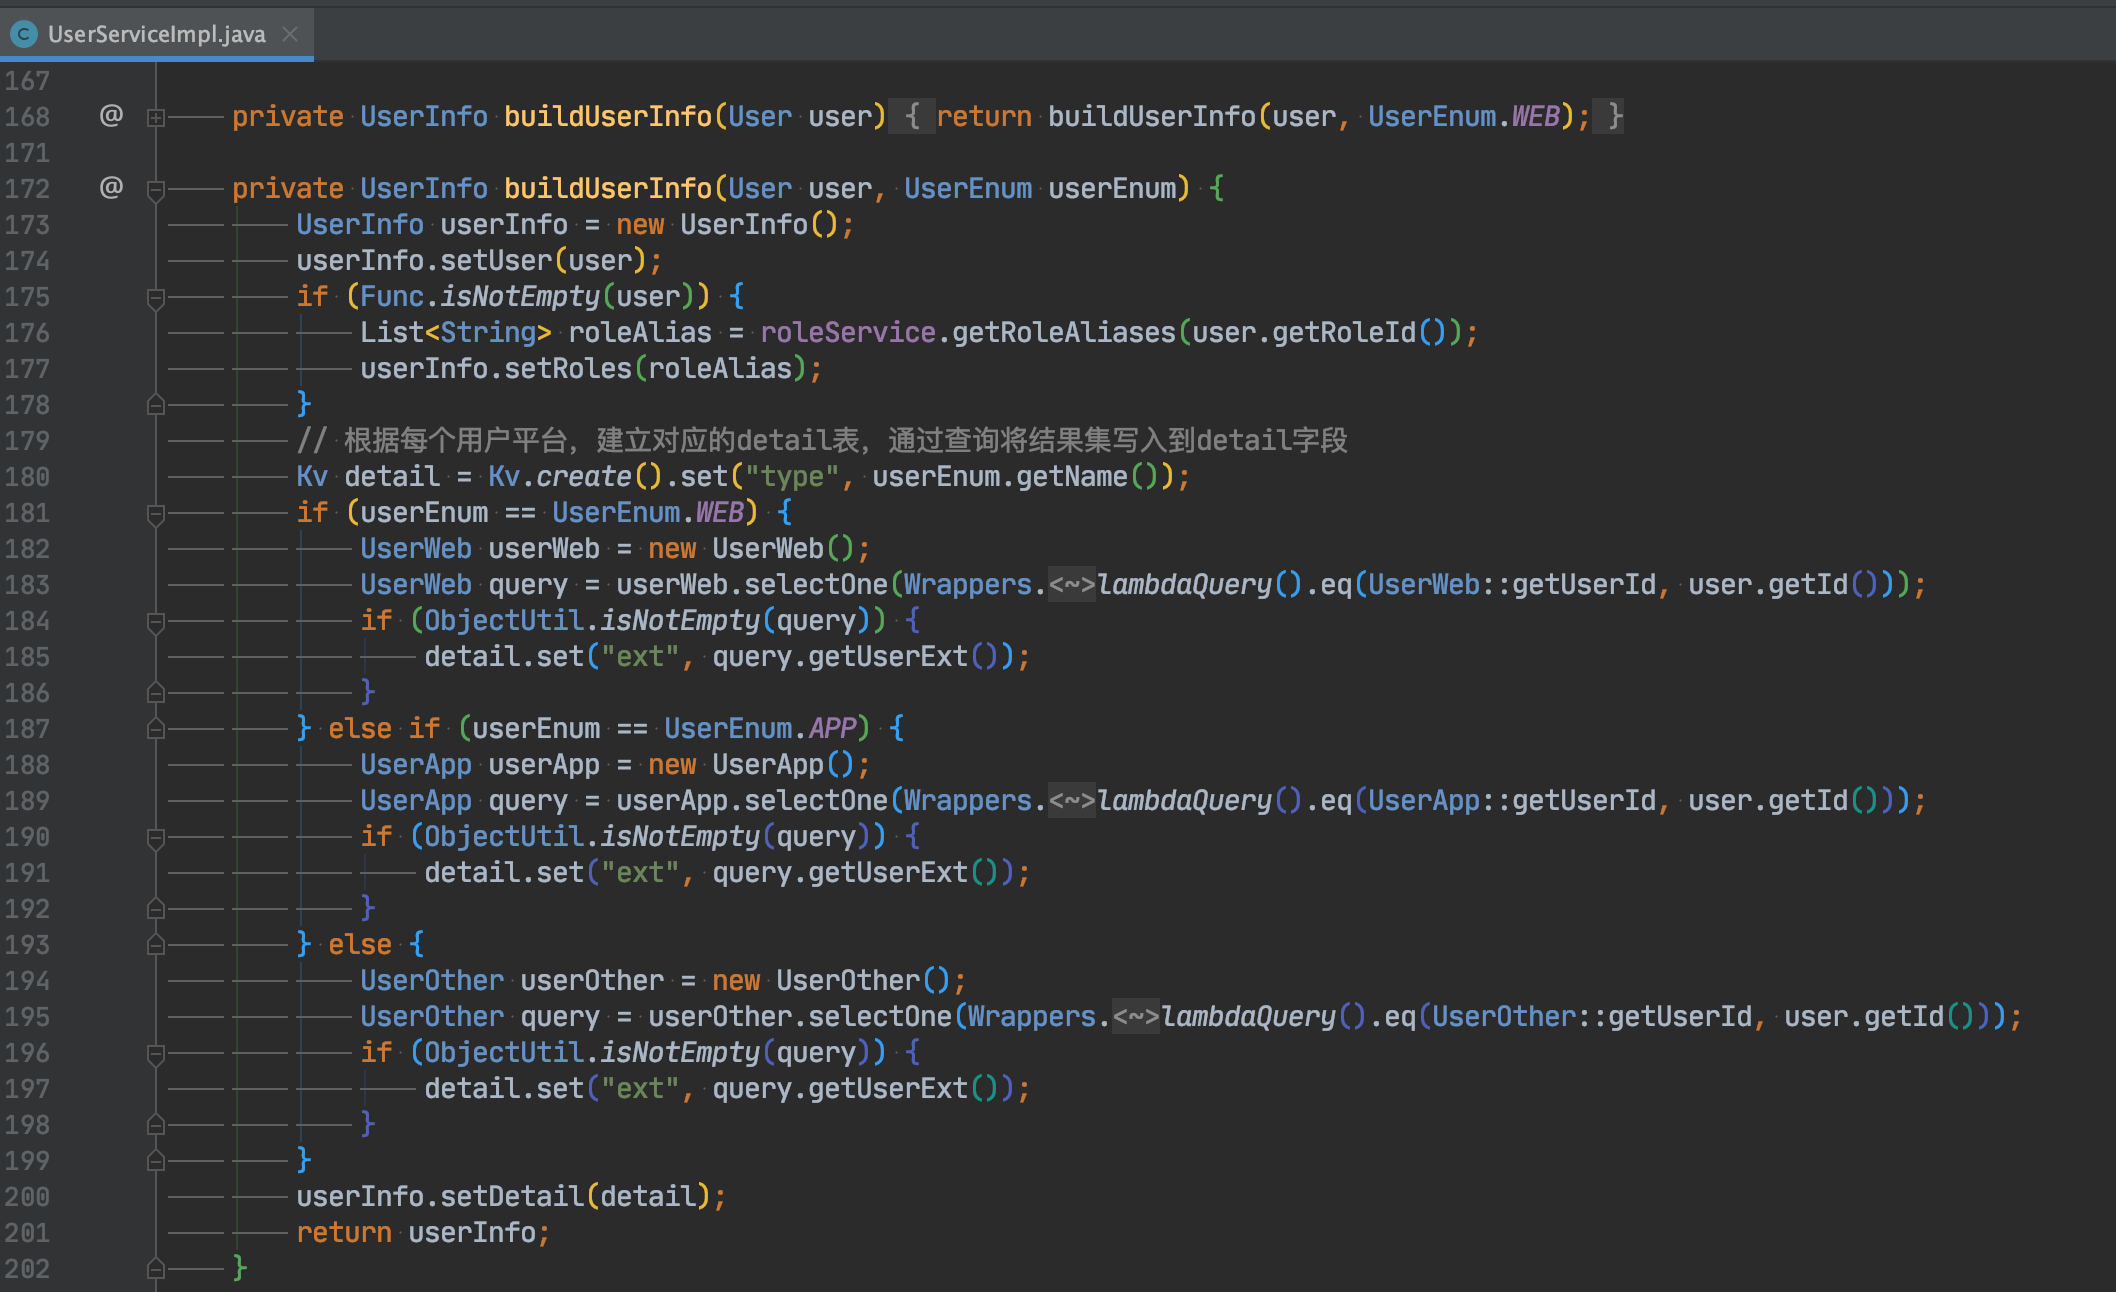 UserServiceImpl.java
167
168 @ private UserInfo buildUserInfo(User user) { return buildUserInfo(user, UserEnum.WEB); }
171
172 @ private UserInfo buildUserInfo(User user, UserEnum userEnum) {
173 UserInfo userInfo = new UserInfo();
174 userInfo.setUser(user);
175 if (Func.isNotEmpty(user)) {
176 List<String> roleAlias = roleService.getRoleAliases(user.getRoleId());
177 userInfo.setRoles(roleAlias);
178 }
179 // 根据每个用户平台，建立对应的detail表，通过查询将结果集写入到detail字段
180 Kv detail = Kv.create().set("type", userEnum.getName());
181 if (userEnum == UserEnum.WEB) {
182 UserWeb userWeb = new UserWeb();
183 UserWeb query = userWeb.selectOne(Wrappers.<~>lambdaQuery().eq(UserWeb::getUserId, user.getId()));
184 if (ObjectUtil.isNotEmpty(query)) {
185 detail.set("ext", query.getUserExt());
186 }
187 } else if (userEnum == UserEnum.APP) {
188 UserApp userApp = new UserApp();
189 UserApp query = userApp.selectOne(Wrappers.<~>lambdaQuery().eq(UserApp::getUserId, user.getId()));
190 if (ObjectUtil.isNotEmpty(query)) {
191 detail.set("ext", query.getUserExt());
192 }
193 } else {
194 UserOther userOther = new UserOther();
195 UserOther query = userOther.selectOne(Wrappers.<~>lambdaQuery().eq(UserOther::getUserId, user.getId()));
196 if (ObjectUtil.isNotEmpty(query)) {
197 detail.set("ext", query.getUserExt());
198 }
199 }
200 userInfo.setDetail(detail);
201 return userInfo;
202 }